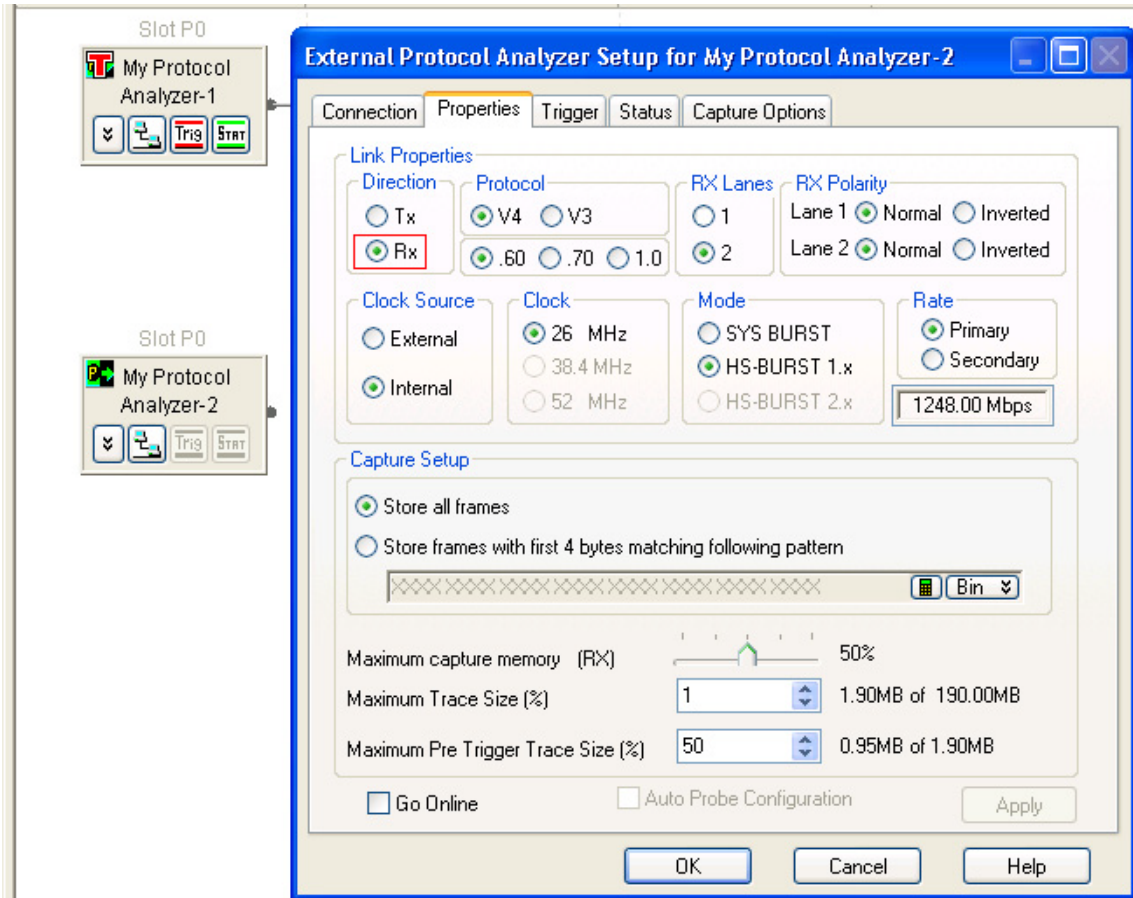 Slot P0
My Protocol
Analyzer-1
Trig
STAT
Slot P0
My Protocol
Analyzer-2
Trig
STAT
External Protocol Analyzer Setup for My Protocol Analyzer-2
Connection Properties Trigger Status Capture Options
Link Properties
Direction Protocol RX Lanes RX Polarity
Tx V4 V3 1 Lane 1 Normal Inverted
Rx .60 .70 1.0 2 Lane 2 Normal Inverted
Clock Source Clock Mode Rate
External 26 MHz SYS BURST Primary
38.4 MHz HS-BURST 1.x Secondary
Internal 52 MHz HS-BURST 2.x 1248.00 Mbps
Capture Setup
Store all frames
Store frames with first 4 bytes matching following pattern
XXXX XXXX XXXX XXXX XXXX XXXX XXXX XXXX Bin
Maximum capture memory (RX) 50%
Maximum Trace Size (%) 1 1.90MB of 190.00MB
Maximum Pre Trigger Trace Size (%) 50 0.95MB of 1.90MB
Go Online Auto Probe Configuration Apply
OK Cancel Help